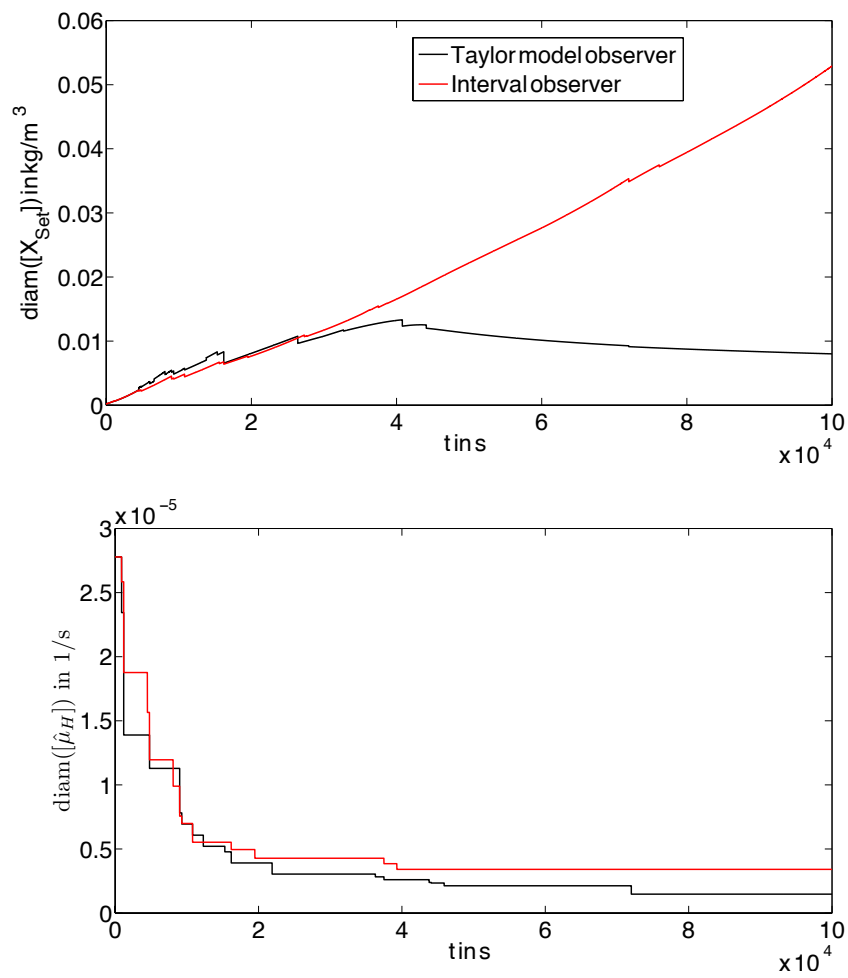 0.06
Taylor model observer
Interval observer
0.05
0.04
diam([X_Set]) in kg/m^3
0.03
0.02
0.01
0
0 2 4 6 8 10
t in s
x10^4
x10^-5
3
2.5
2
diam([μ̂_H]) in 1/s
1.5
1
0.5
0
0 2 4 6 8 10
t in s
x10^4